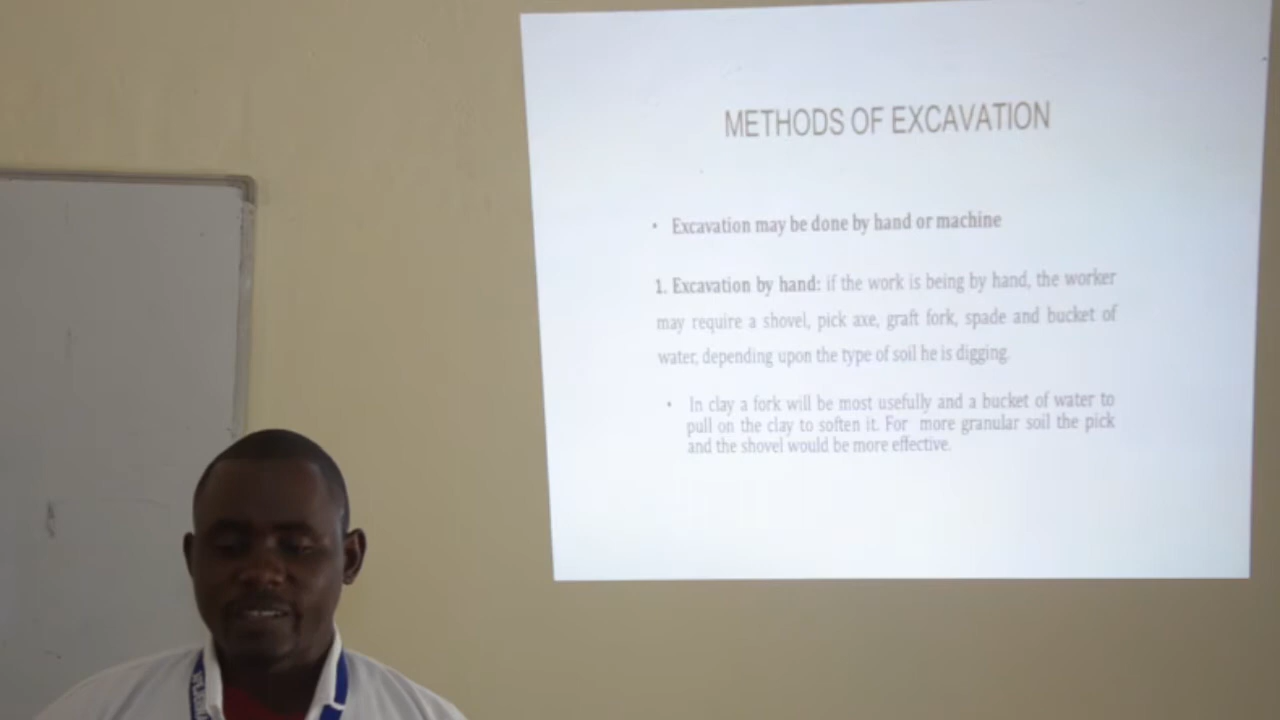 METHODS OF EXCAVATION
• Excavation may be done by hand or machine
1. Excavation by hand: if the work is being by hand, the worker
may require a shovel, pick axe, graft fork, spade and bucket of
water, depending upon the type of soil he is digging.
• In clay a fork will be most usefully and a bucket of water to
pull on the clay to soften it. For more granular soil the pick
and the shovel would be more effective.